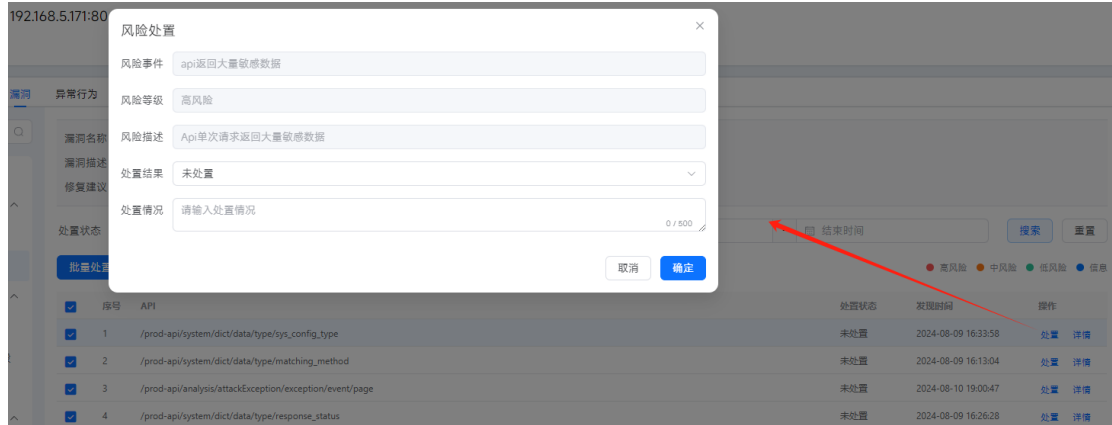 192.168.5.171:80
风险处置
风险事件 api返回大量敏感数据
漏洞 异常行为
风险等级 高风险
漏洞名称 风险描述 Api单次请求返回大量敏感数据
漏洞描述
处置结果 未处置
修复建议
处置情况 请输入处置情况
0 / 500
处置状态 结束时间 搜索 重置
批量处置 取消 确定 高风险 中风险 低风险 信息
序号 API 处置状态 发现时间 操作
1 /prod-api/system/dict/data/type/sys_config_type 未处置 2024-08-09 16:33:58 处置 详情
2 /prod-api/system/dict/data/type/matching_method 未处置 2024-08-09 16:13:04 处置 详情
3 /prod-api/analysis/attackException/exception/event/page 未处置 2024-08-10 19:00:47 处置 详情
4 /prod-api/system/dict/data/type/response_status 未处置 2024-08-09 16:26:28 处置 详情